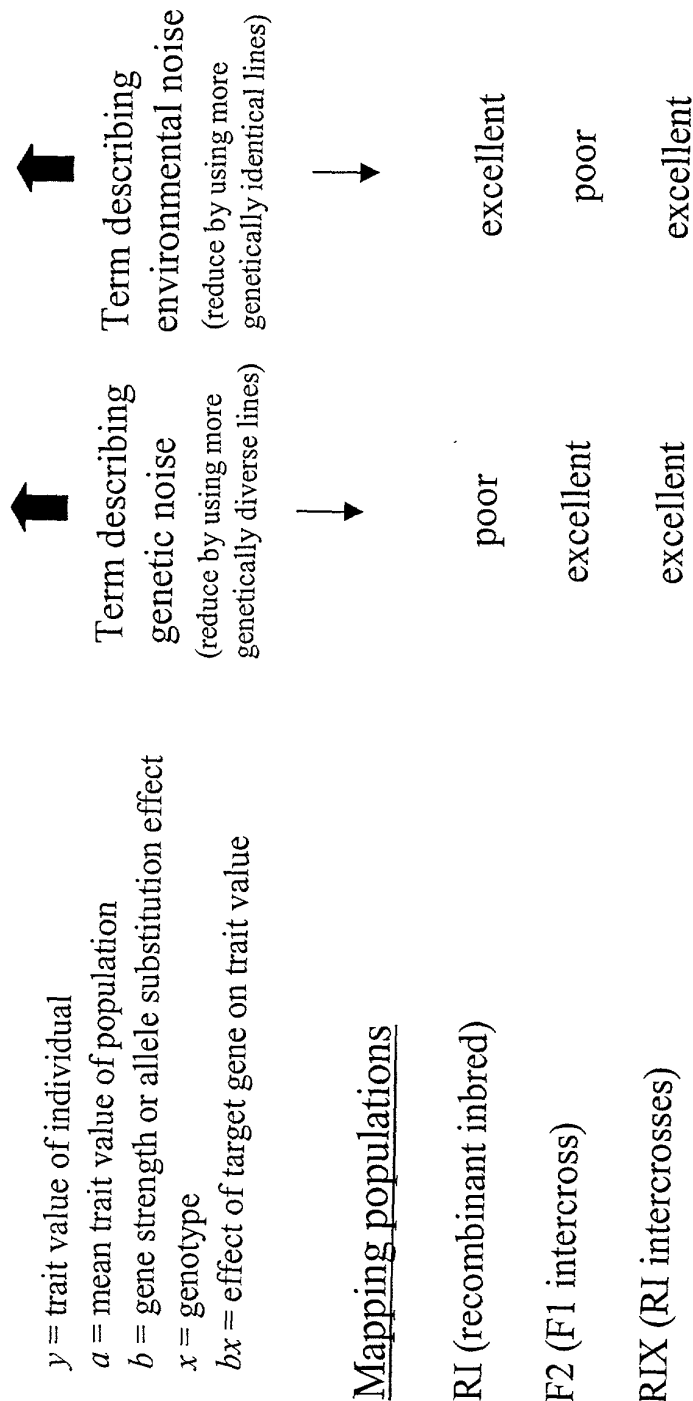 y = trait value of individual
a = mean trait value of population
b = gene strength or allele substitution effect
x = genotype
bx = effect of target gene on trait value
Term describing
genetic noise
(reduce by using more
genetically diverse lines)
Term describing
environmental noise
(reduce by using more
genetically identical lines)
Mapping populations
RI (recombinant inbred) poor excellent
F2 (F1 intercross) excellent poor
RIX (RI intercrosses) excellent excellent